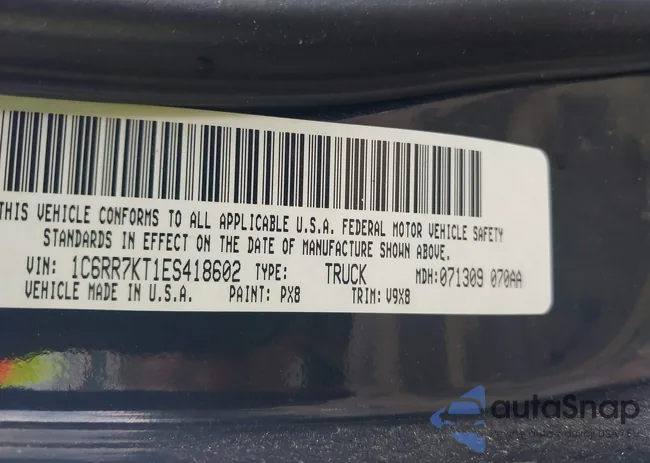 THIS VEHICLE CONFORMS TO ALL APPLICABLE U.S.A. FEDERAL MOTOR VEHICLE SAFETY
STANDARDS IN EFFECT ON THE DATE OF MANUFACTURE SHOWN ABOVE.
VIN: 1C6RR7KT1ES418602 TYPE: TRUCK MDH:071309 070AA
VEHICLE MADE IN U.S.A. PAINT: PX8 TRIM: V9X8
autoSnap